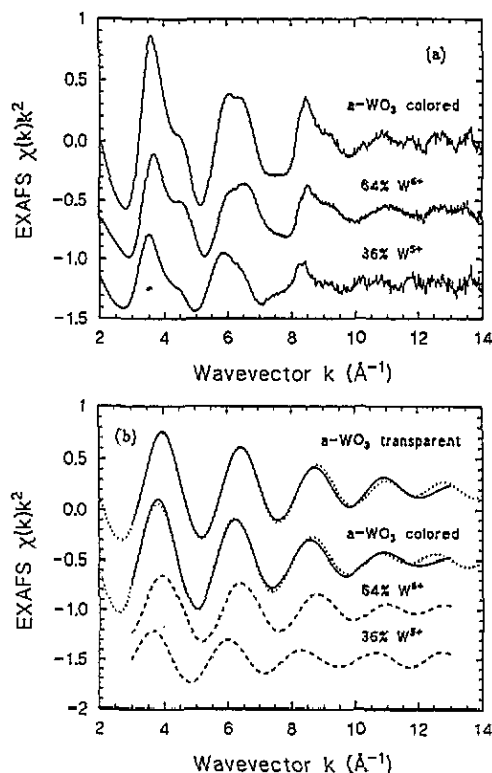 (a)
EXAFS χ(k)k²
1.0
0.5
0.0
-0.5
-1.0
-1.5
a-WO₃ colored
64% W⁶⁺
36% W⁵⁺
2 4 6 8 10 12 14
Wavevector k (Å⁻¹)
(b)
EXAFS χ(k)k²
1
0.5
0.0
-0.5
-1.0
-1.5
-2
a-WO₃ transparent
a-WO₃ colored
64% W⁶⁺
36% W⁵⁺
2 4 6 8 10 12 14
Wavevector k (Å⁻¹)